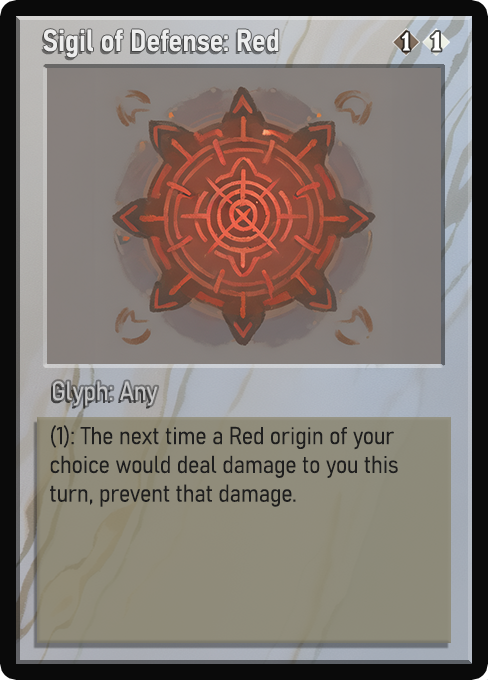 Sigil of Defense: Red
1 1
Glyph: Any
(1): The next time a Red origin of your
choice would deal damage to you this
turn, prevent that damage.